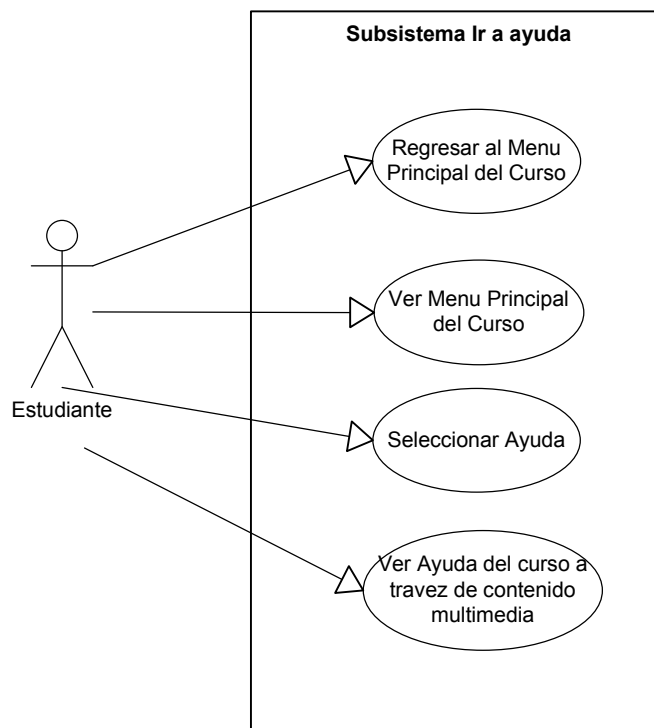 Subsistema Ir a ayuda
Regresar al Menu
Principal del Curso
Ver Menu Principal
del Curso
Estudiante
Seleccionar Ayuda
Ver Ayuda del curso a
travez de contenido
multimedia